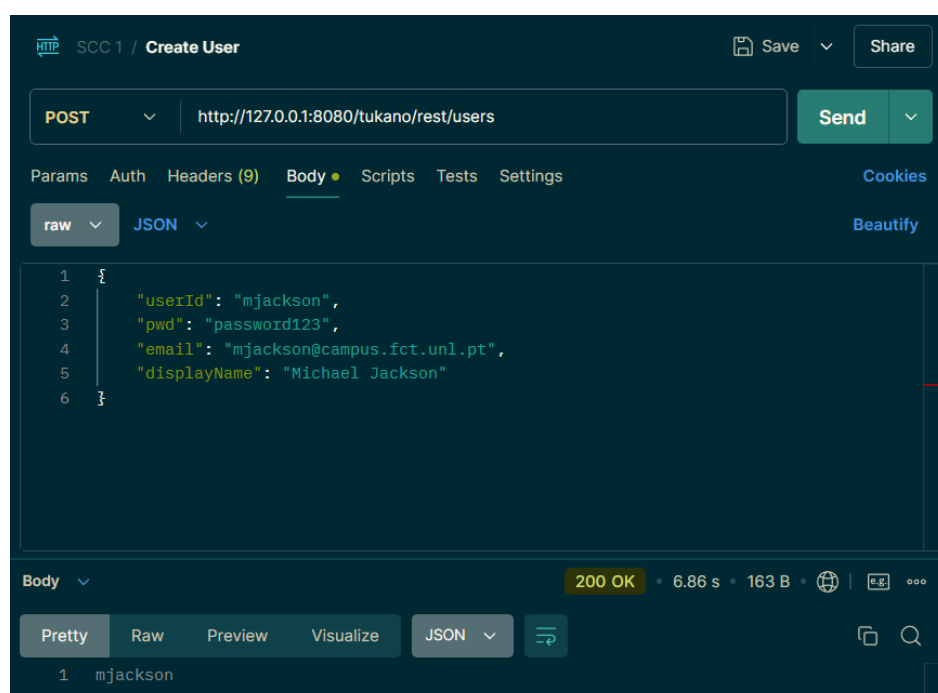 HTTP SCC 1 / Create User Save Share
POST http://127.0.0.1:8080/tukano/rest/users Send
Params Auth Headers (9) Body Scripts Tests Settings Cookies
raw JSON Beautify
1 {
2 "userId": "mjackson",
3 "pwd": "password123",
4 "email": "mjackson@campus.fct.unl.pt",
5 "displayName": "Michael Jackson"
6 }
Body 200 OK • 6.86 s • 163 B • e.g.
Pretty Raw Preview Visualize JSON
1 mjackson